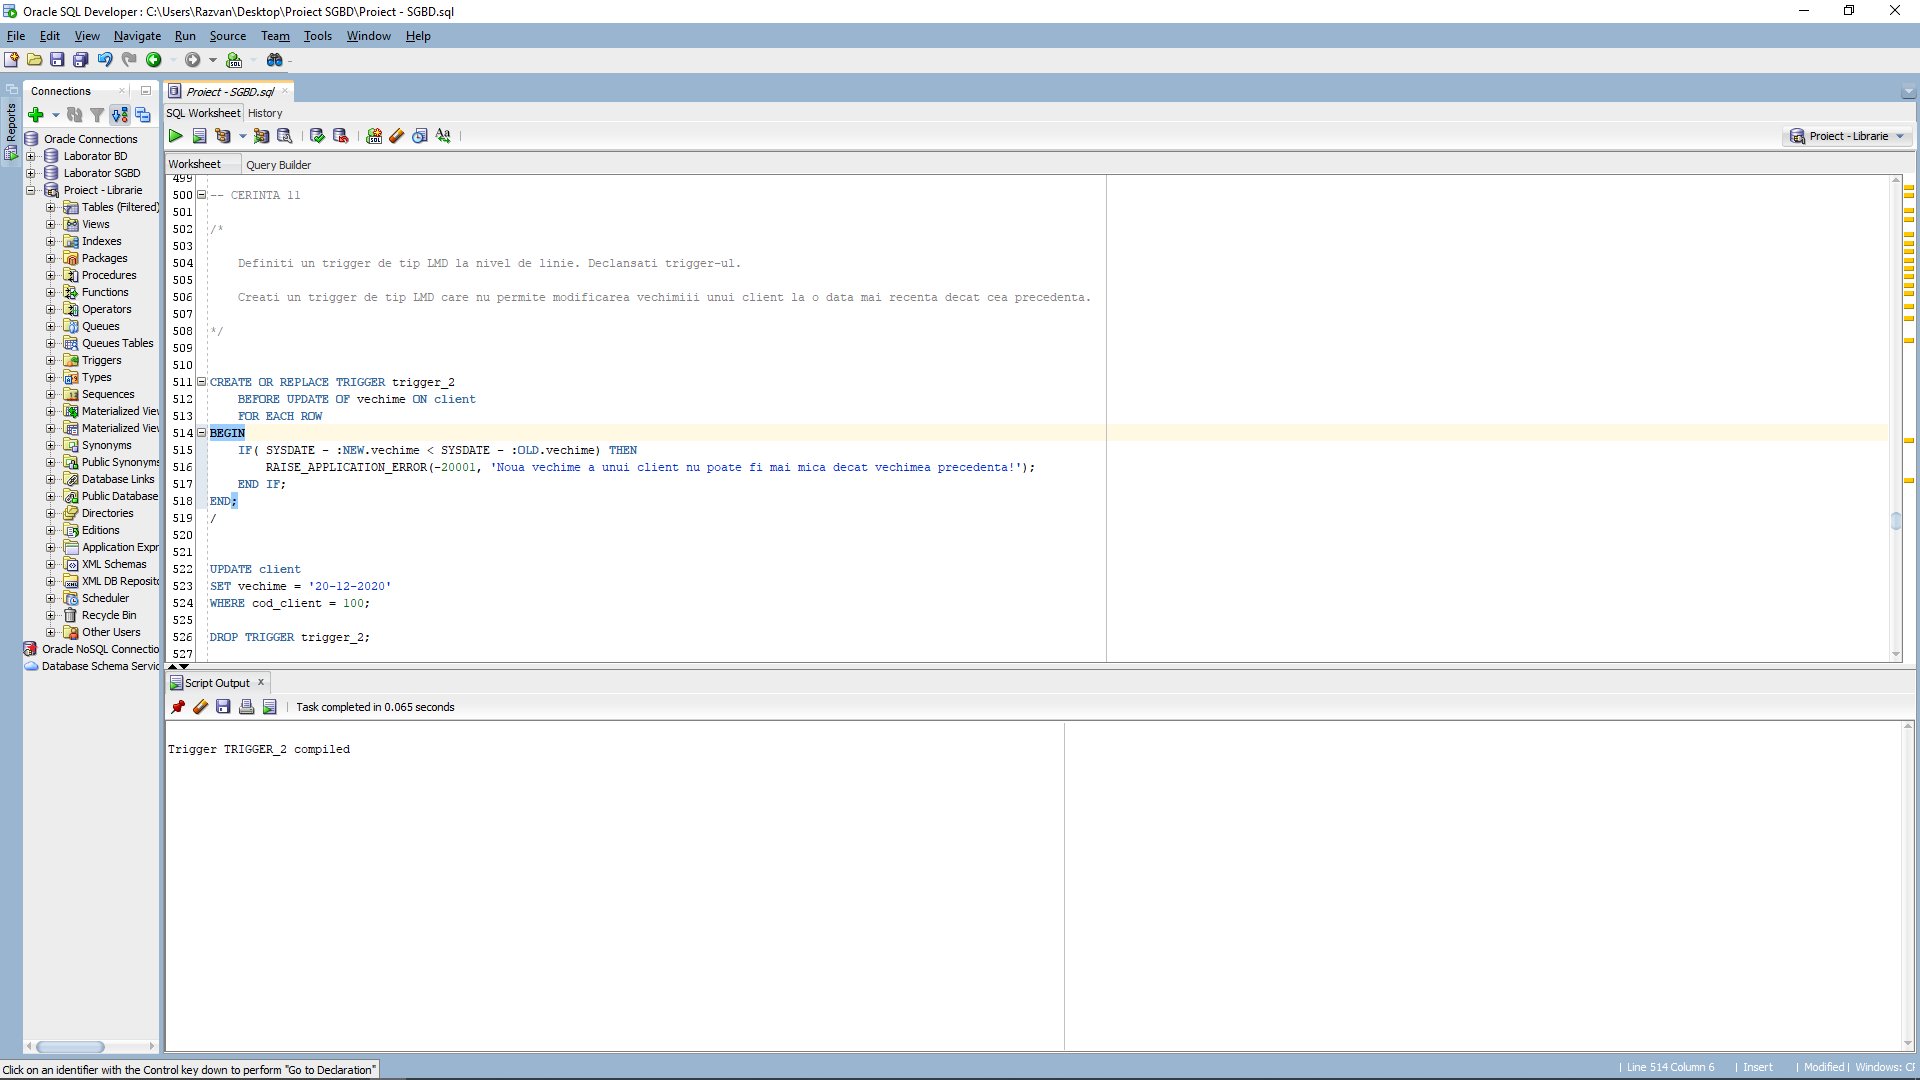 Oracle SQL Developer : C:\Users\Razvan\Desktop\Proiect SGBD\Proiect - SGBD.sql
File Edit View Navigate Run Source Team Tools Window Help
Reports
Connections
Oracle Connections
Laborator BD
Laborator SGBD
Proiect - Librarie
Tables (Filtered)
Views
Indexes
Packages
Procedures
Functions
Operators
Queues
Queues Tables
Triggers
Types
Sequences
Materialized View
Materialized View
Synonyms
Public Synonyms
Database Links
Public Database
Directories
Editions
Application Expr
XML Schemas
XML DB Reposito
Scheduler
Recycle Bin
Other Users
Oracle NoSQL Connectio
Database Schema Servic
Proiect - SGBD.sql
SQL Worksheet History
Proiect - Librarie
Worksheet Query Builder
499
500 -- CERINTA 11
501
502 /*
503
504 Definiti un trigger de tip LMD la nivel de linie. Declansati trigger-ul.
505
506 Creati un trigger de tip LMD care nu permite modificarea vechimiii unui client la o data mai recenta decat cea precedenta.
507
508 */
509
510
511 CREATE OR REPLACE TRIGGER trigger_2
512 BEFORE UPDATE OF vechime ON client
513 FOR EACH ROW
514 BEGIN
515 IF( SYSDATE - :NEW.vechime < SYSDATE - :OLD.vechime) THEN
516 RAISE_APPLICATION_ERROR(-20001, 'Noua vechime a unui client nu poate fi mai mica decat vechimea precedenta!');
517 END IF;
518 END;
519 /
520
521
522 UPDATE client
523 SET vechime = '20-12-2020'
524 WHERE cod_client = 100;
525
526 DROP TRIGGER trigger_2;
527
Script Output
Task completed in 0.065 seconds
Trigger TRIGGER_2 compiled
Click on an identifier with the Control key down to perform "Go to Declaration"
Line 514 Column 6 | Insert | Modified | Windows: CR